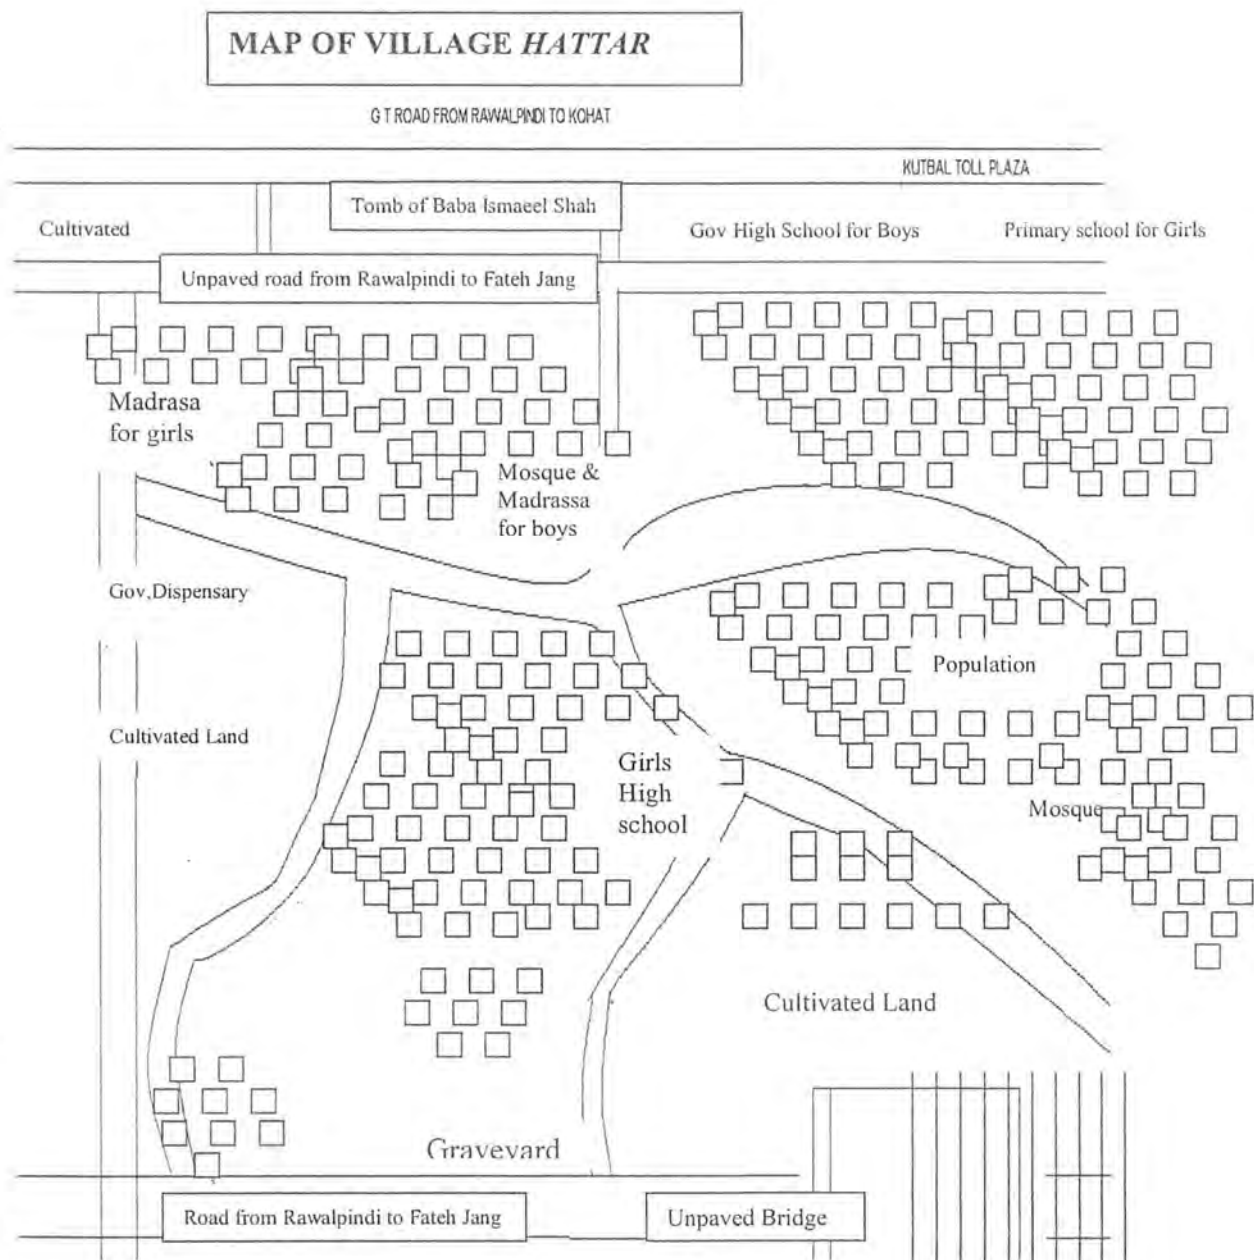 MAP OF VILLAGE HATTAR
G T ROAD FROM RAWALPINDI TO KOHAT
KUTBAL TOLL PLAZA
Tomb of Baba Ismaeel Shah
Cultivated
Gov High School for Boys
Primary school for Girls
Unpaved road from Rawalpindi to Fateh Jang
Madrasa
for girls
Mosque &
Madrassa
for boys
Gov,Dispensary
Population
Cultivated Land
Girls
High
school
Mosque
Cultivated Land
Graveyard
Road from Rawalpindi to Fateh Jang
Unpaved Bridge